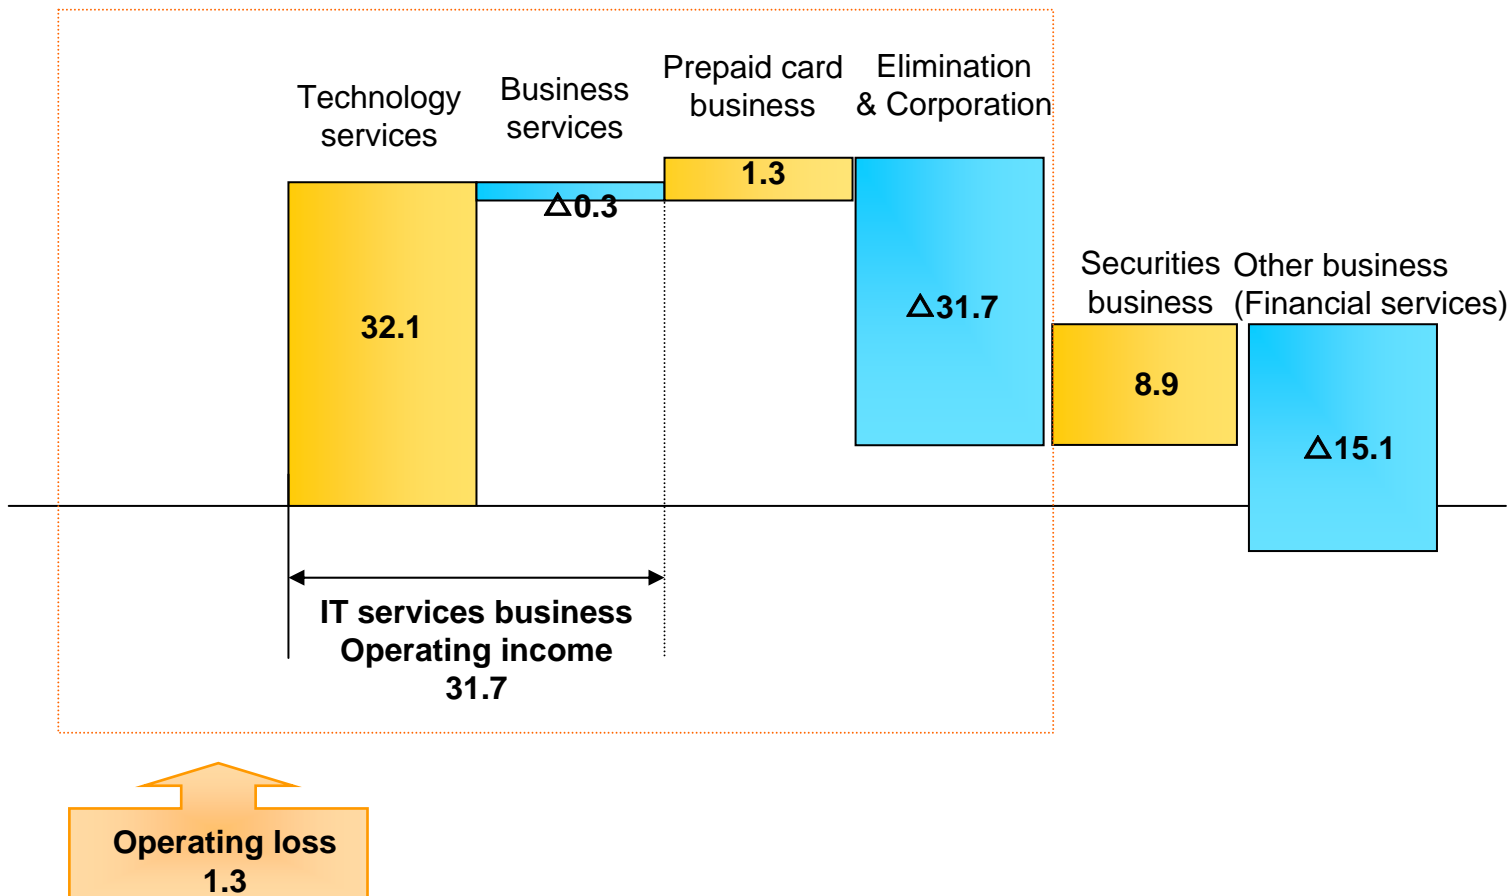 Technology
services
Business
services
Prepaid card
business
Elimination
& Corporation
32.1
△0.3
1.3
△31.7
Securities
business
Other business
(Financial services)
8.9
△15.1
IT services business
Operating income
31.7
Operating loss
1.3